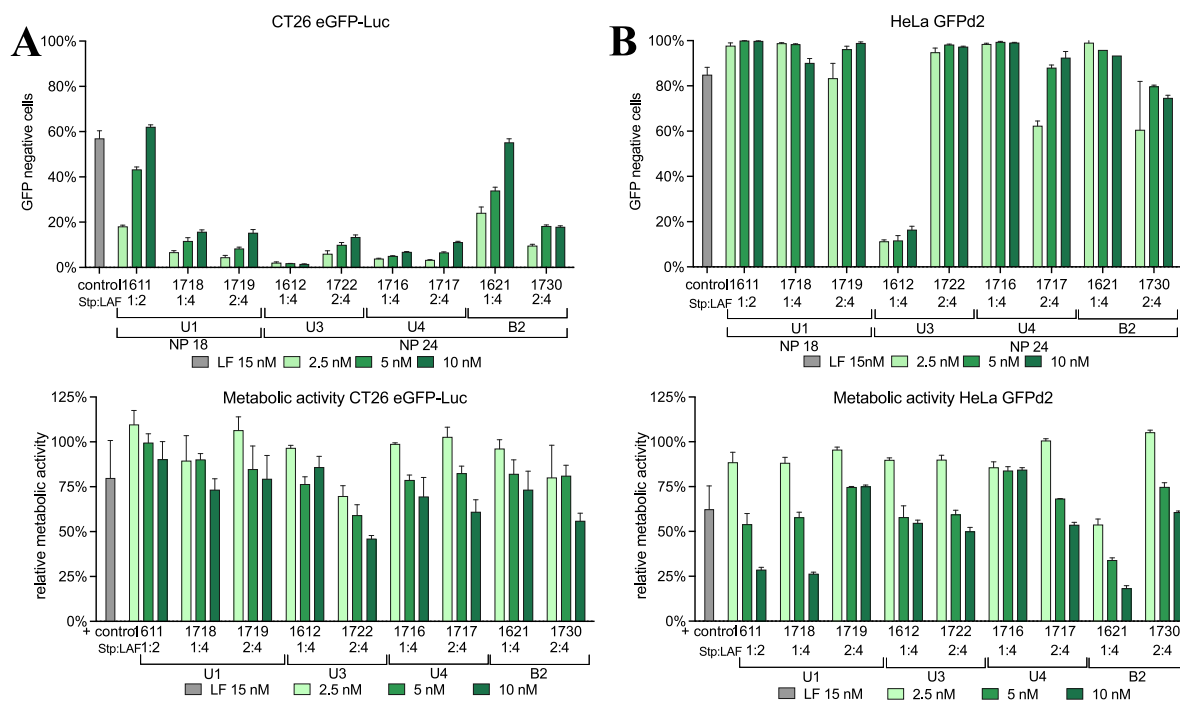 A
CT26 eGFP-Luc
GFP negative cells
100%
80%
60%
40%
20%
0%
control 1611 1718 1719 1612 1722 1716 1717 1621 1730
Stp:LAF 1:2 1:4 2:4 1:4 2:4 1:4 2:4 1:4 2:4
U1 U3 U4 B2
NP 18 NP 24
LF 15 nM 2.5 nM 5 nM 10 nM
B
HeLa GFPd2
GFP negative cells
100%
80%
60%
40%
20%
0%
control 1611 1718 1719 1612 1722 1716 1717 1621 1730
Stp:LAF 1:2 1:4 2:4 1:4 2:4 1:4 2:4 1:4 2:4
U1 U3 U4 B2
NP 18 NP 24
LF 15nM 2.5 nM 5 nM 10 nM
Metabolic activity CT26 eGFP-Luc
relative metabolic activity
125%
100%
75%
50%
25%
0%
+ control 1611 1718 1719 1612 1722 1716 1717 1621 1730
Stp:LAF 1:2 1:4 2:4 1:4 2:4 1:4 2:4 1:4 2:4
U1 U3 U4 B2
LF 15 nM 2.5 nM 5 nM 10 nM
Metabolic activity HeLa GFPd2
relative metabolic activity
125%
100%
75%
50%
25%
0%
+ control 1611 1718 1719 1612 1722 1716 1717 1621 1730
Stp:LAF 1:2 1:4 2:4 1:4 2:4 1:4 2:4 1:4 2:4
U1 U3 U4 B2
LF 15 nM 2.5 nM 5 nM 10 nM